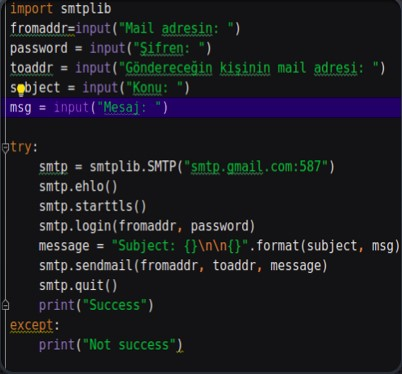 import smtplib
fromaddr=input("Mail adresin: ")
password = input("Şifren: ")
toaddr = input("Göndereceğin kişinin mail adresi: ")
subject = input("Konu: ")
msg = input("Mesaj: ")
try:
smtp = smtplib.SMTP("smtp.gmail.com:587")
smtp.ehlo()
smtp.starttls()
smtp.login(fromaddr, password)
message = "Subject: {}\n\n{}".format(subject, msg)
smtp.sendmail(fromaddr, toaddr, message)
smtp.quit()
print("Success")
except:
print("Not success")